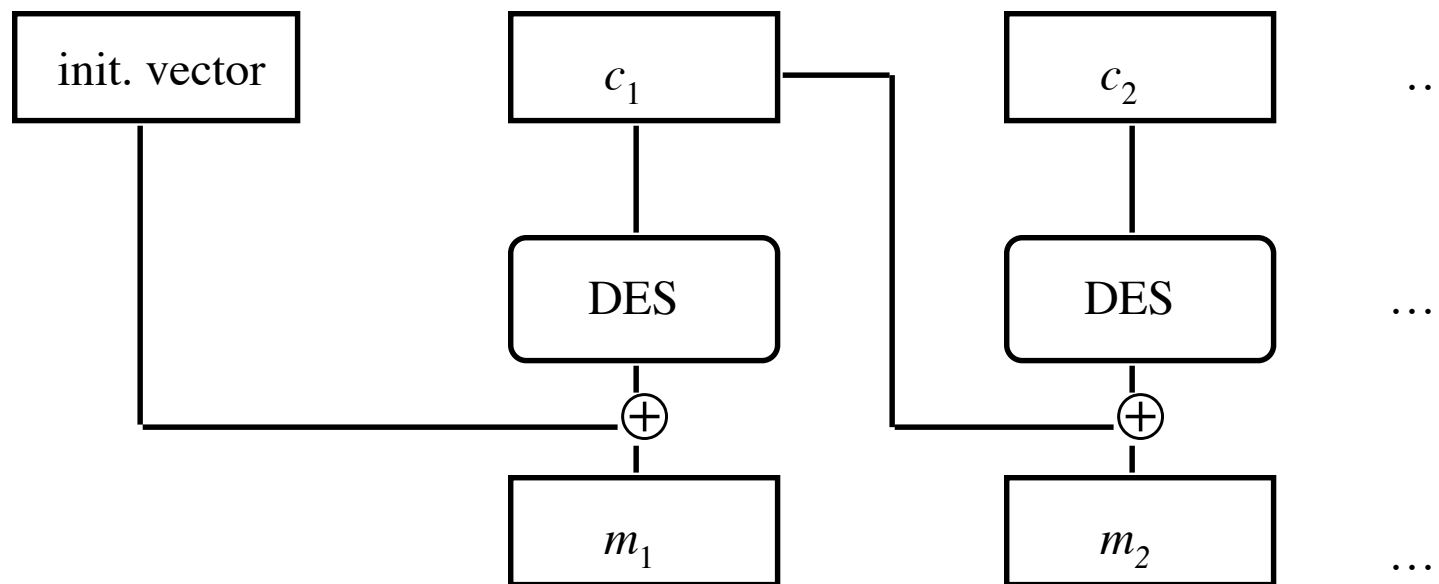 init. vector c₁ c₂ ..
DES DES …
⊕ ⊕
m₁ m₂ …